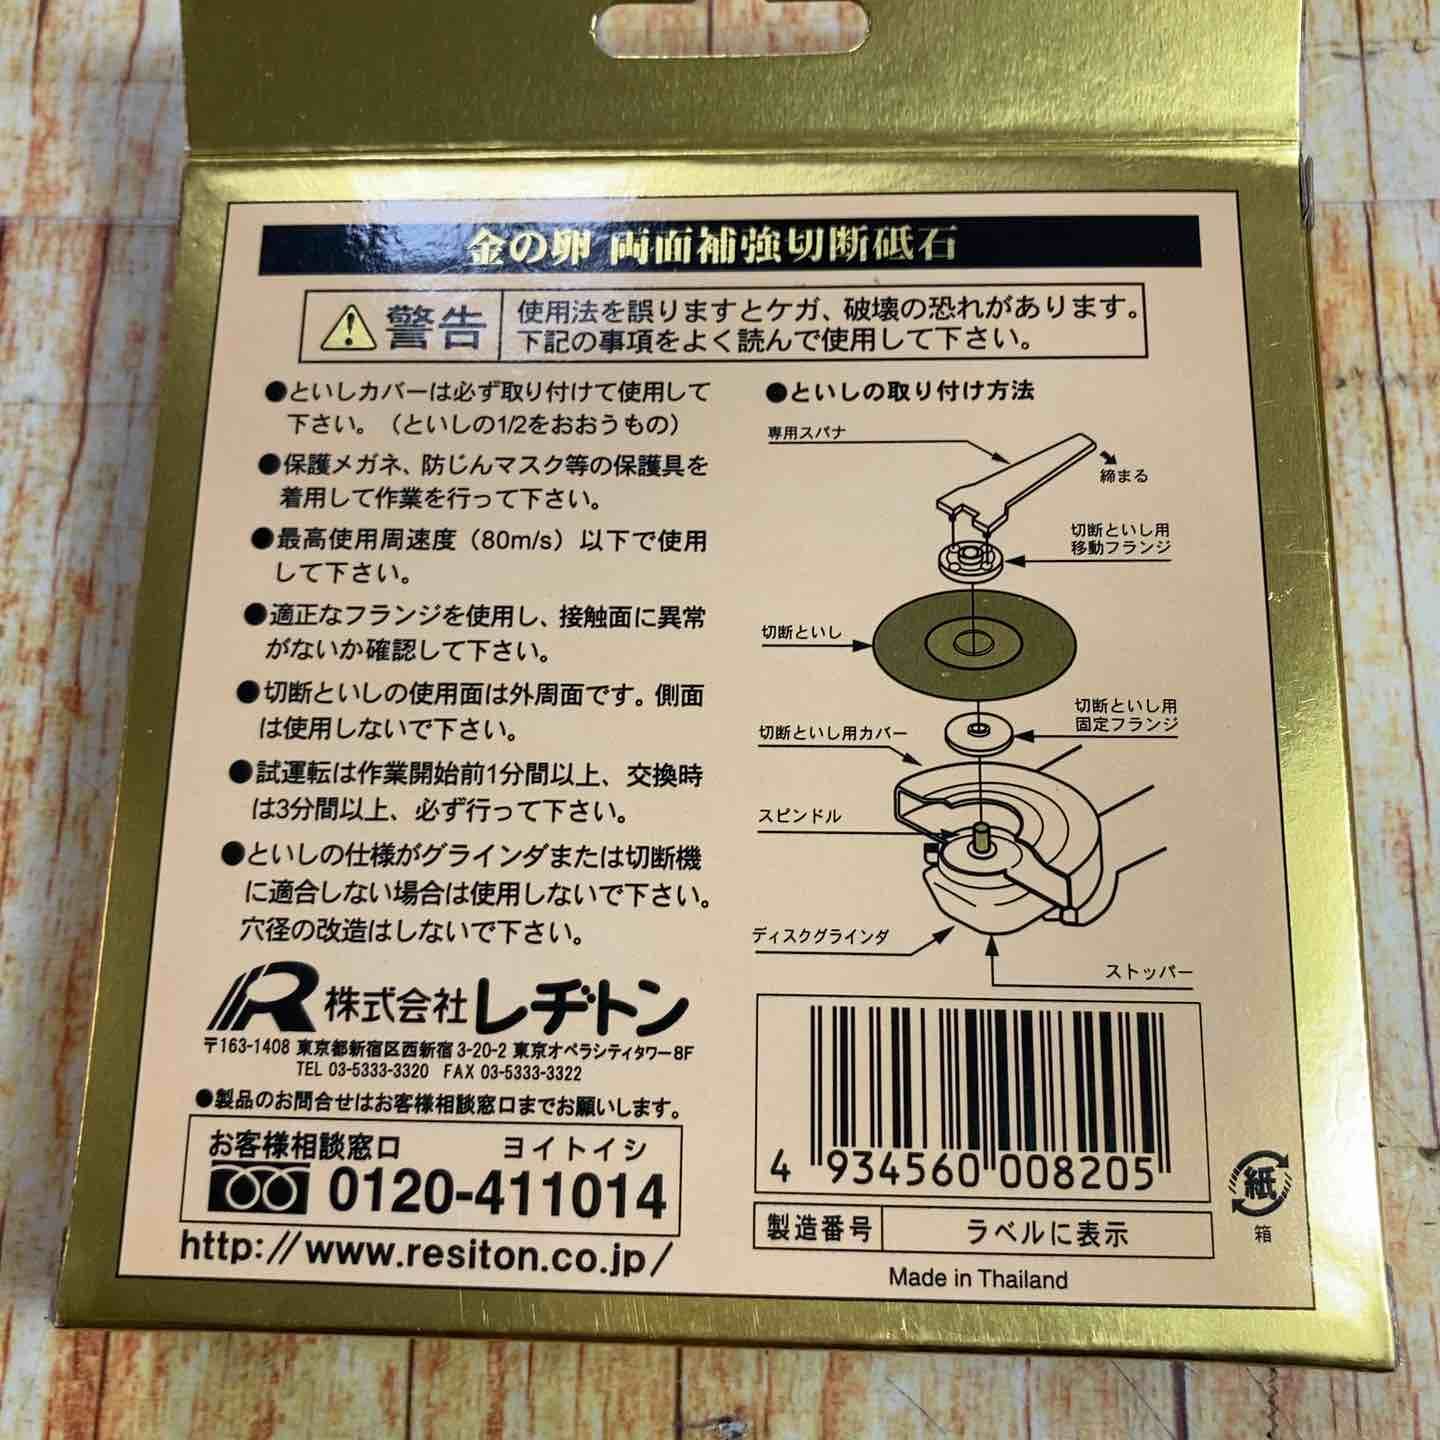 金の卵 両面補強切断砥石
警告
使用法を誤りますとケガ、破壊の恐れがあります。
下記の事項をよく読んで使用して下さい。
●といしカバーは必ず取り付けて使用して
下さい。（といしの1/2をおおうもの）
●保護メガネ、防じんマスク等の保護具を
着用して作業を行って下さい。
●最高使用周速度（80m/s）以下で使用
して下さい。
●適正なフランジを使用し、接触面に異常
がないか確認して下さい。
●切断といしの使用面は外周面です。側面
は使用しないで下さい。
●試運転は作業開始前1分間以上、交換時
は3分間以上、必ず行って下さい。
●といしの仕様がグラインダまたは切断機
に適合しない場合は使用しないで下さい。
穴径の改造はしないで下さい。
●といしの取り付け方法
専用スパナ
締まる
切断といし用
移動フランジ
切断といし
切断といし用
固定フランジ
切断といし用カバー
スピンドル
ディスクグラインダ
ストッパー
R 株式会社レヂトン
〒163-1408 東京都新宿区西新宿3-20-2 東京オペラシティタワー8F
TEL 03-5333-3320 FAX 03-5333-3322
●製品のお問合せはお客様相談窓口までお願いします。
お客様相談窓口 ヨイトイシ
0120-411014
http://www.resiton.co.jp/
4 934560 008205
製造番号 ラベルに表示
Made in Thailand
紙
箱